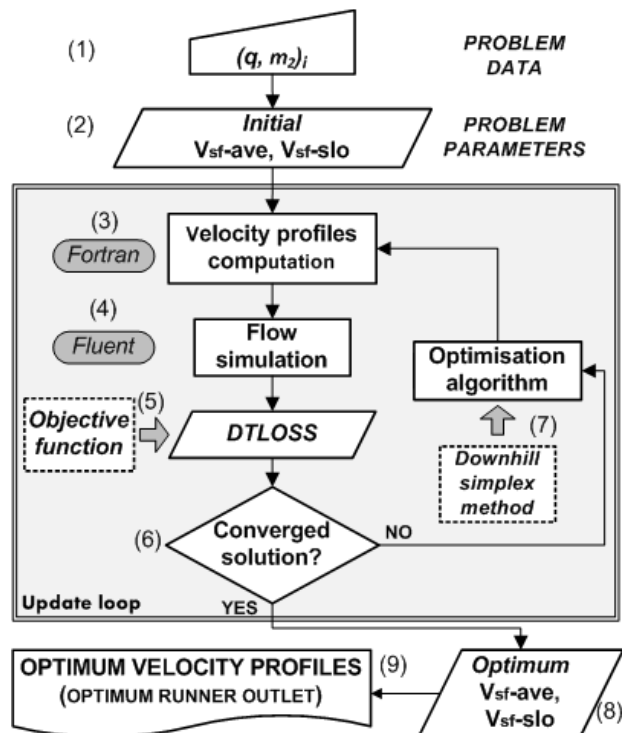 (1)
(q, m₂)ᵢ
PROBLEM
DATA
(2)
Initial
Vsf-ave, Vsf-slo
PROBLEM
PARAMETERS
(3)
Fortran
Velocity profiles
computation
(4)
Fluent
Flow
simulation
Optimisation
algorithm
(5)
Objective
function
DTLOSS
(7)
Downhill
simplex
method
(6)
Converged
solution?
NO
YES
Update loop
OPTIMUM VELOCITY PROFILES
(OPTIMUM RUNNER OUTLET)
(9)
Optimum
Vsf-ave,
Vsf-slo
(8)